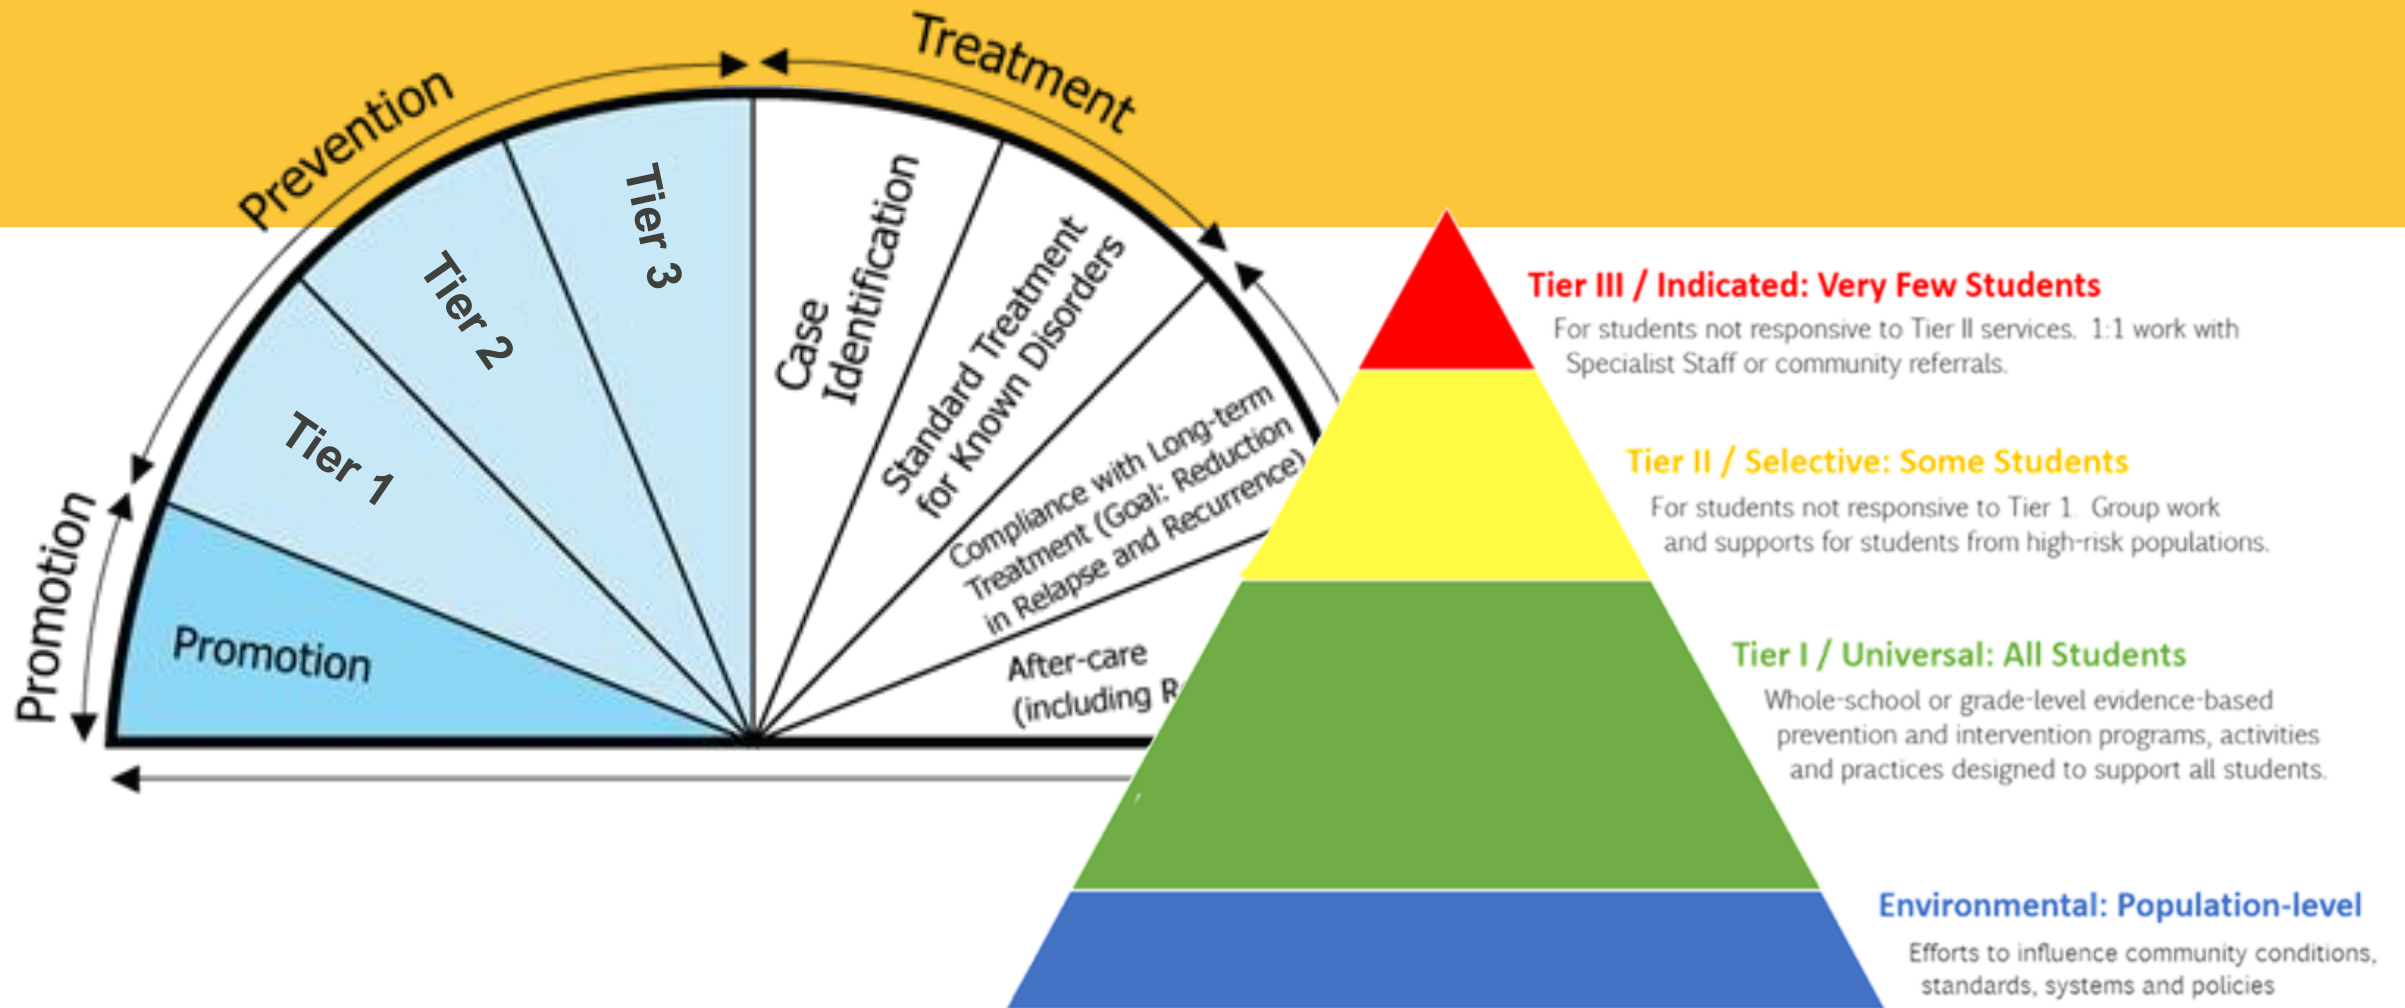 Promotion
Prevention
Treatment
Promotion
Tier 1
Tier 2
Tier 3
Case
Identification
Standard Treatment
for Known Disorders
Compliance with Long-term
Treatment (Goal: Reduction
in Relapse and Recurrence)
After-care
(including R
Tier III / Indicated: Very Few Students
For students not responsive to Tier II services. 1:1 work with
Specialist Staff or community referrals.
Tier II / Selective: Some Students
For students not responsive to Tier 1. Group work
and supports for students from high-risk populations.
Tier I / Universal: All Students
Whole-school or grade-level evidence-based
prevention and intervention programs, activities
and practices designed to support all students.
Environmental: Population-level
Efforts to influence community conditions,
standards, systems and policies